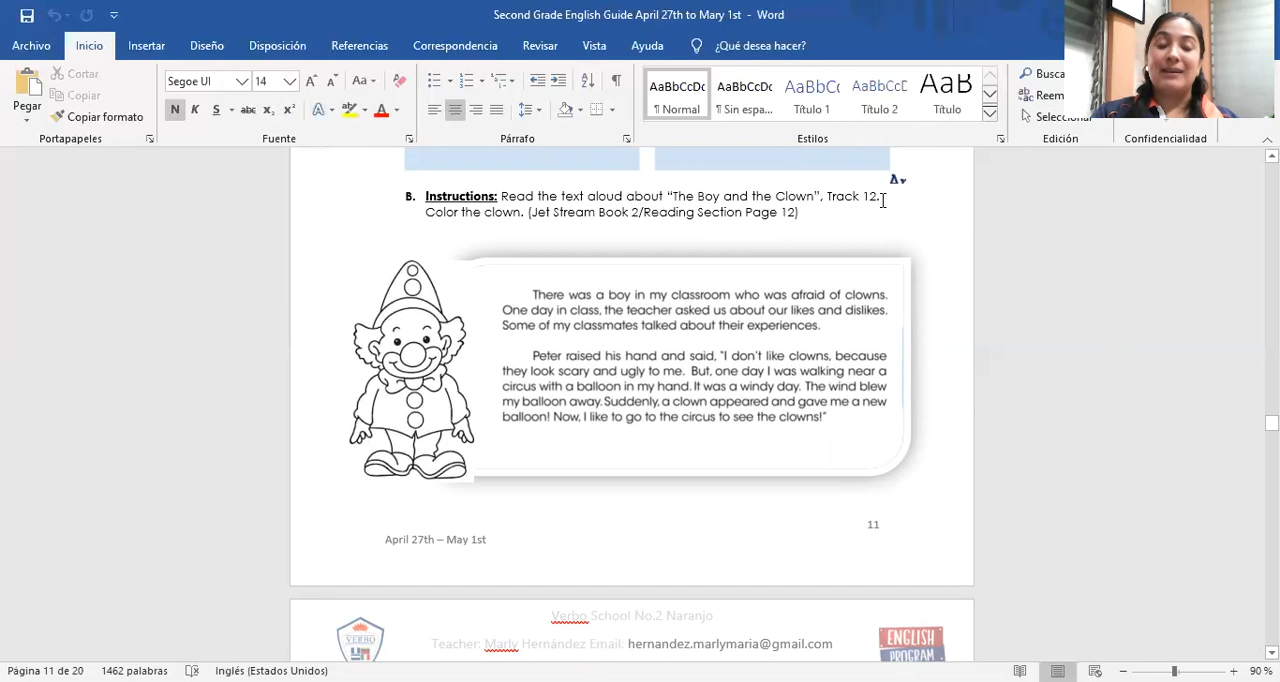 Second Grade English Guide April 27th to Mary 1st - Word
Archivo Inicio Insertar Diseño Disposición Referencias Correspondencia Revisar Vista Ayuda ¿Qué desea hacer?
Pegar
Cortar
Copiar
Copiar formato
Portapapeles
Segoe UI 14
Aa
N K S abc x₂ x²
Fuente
Párrafo
AaBbCcDc AaBbCcDc AaBbCc AaBbCcD AaB
¶ Normal ¶ Sin espa... Título 1 Título 2 Título
Estilos
Busca
Reem
Seleccionar
Edición
Confidencialidad
B. Instructions: Read the text aloud about “The Boy and the Clown”, Track 12.
Color the clown. (Jet Stream Book 2/Reading Section Page 12)
There was a boy in my classroom who was afraid of clowns.
One day in class, the teacher asked us about our likes and dislikes.
Some of my classmates talked about their experiences.
Peter raised his hand and said, "I don't like clowns, because
they look scary and ugly to me. But, one day I was walking near a
circus with a balloon in my hand. It was a windy day. The wind blew
my balloon away. Suddenly, a clown appeared and gave me a new
balloon! Now, I like to go to the circus to see the clowns!"
11
April 27th – May 1st
Verbo School No.2 Naranjo
Teacher: Marly Hernández Email: hernandez.marlymaria@gmail.com
VERBO
ENGLISH
PROGRAM
Página 11 de 20 1462 palabras Inglés (Estados Unidos) 90 %